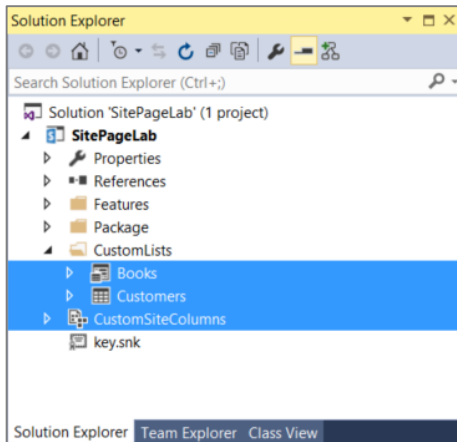 Solution Explorer
Search Solution Explorer (Ctrl+;)
Solution 'SitePageLab' (1 project)
SitePageLab
Properties
References
Features
Package
CustomLists
Books
Customers
CustomSiteColumns
key.snk
Solution Explorer Team Explorer Class View